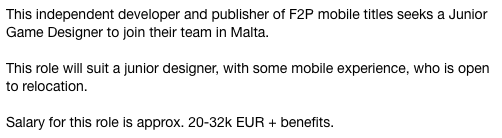 This independent developer and publisher of F2P mobile titles seeks a Junior
Game Designer to join their team in Malta.
This role will suit a junior designer, with some mobile experience, who is open
to relocation.
Salary for this role is approx. 20-32k EUR + benefits.